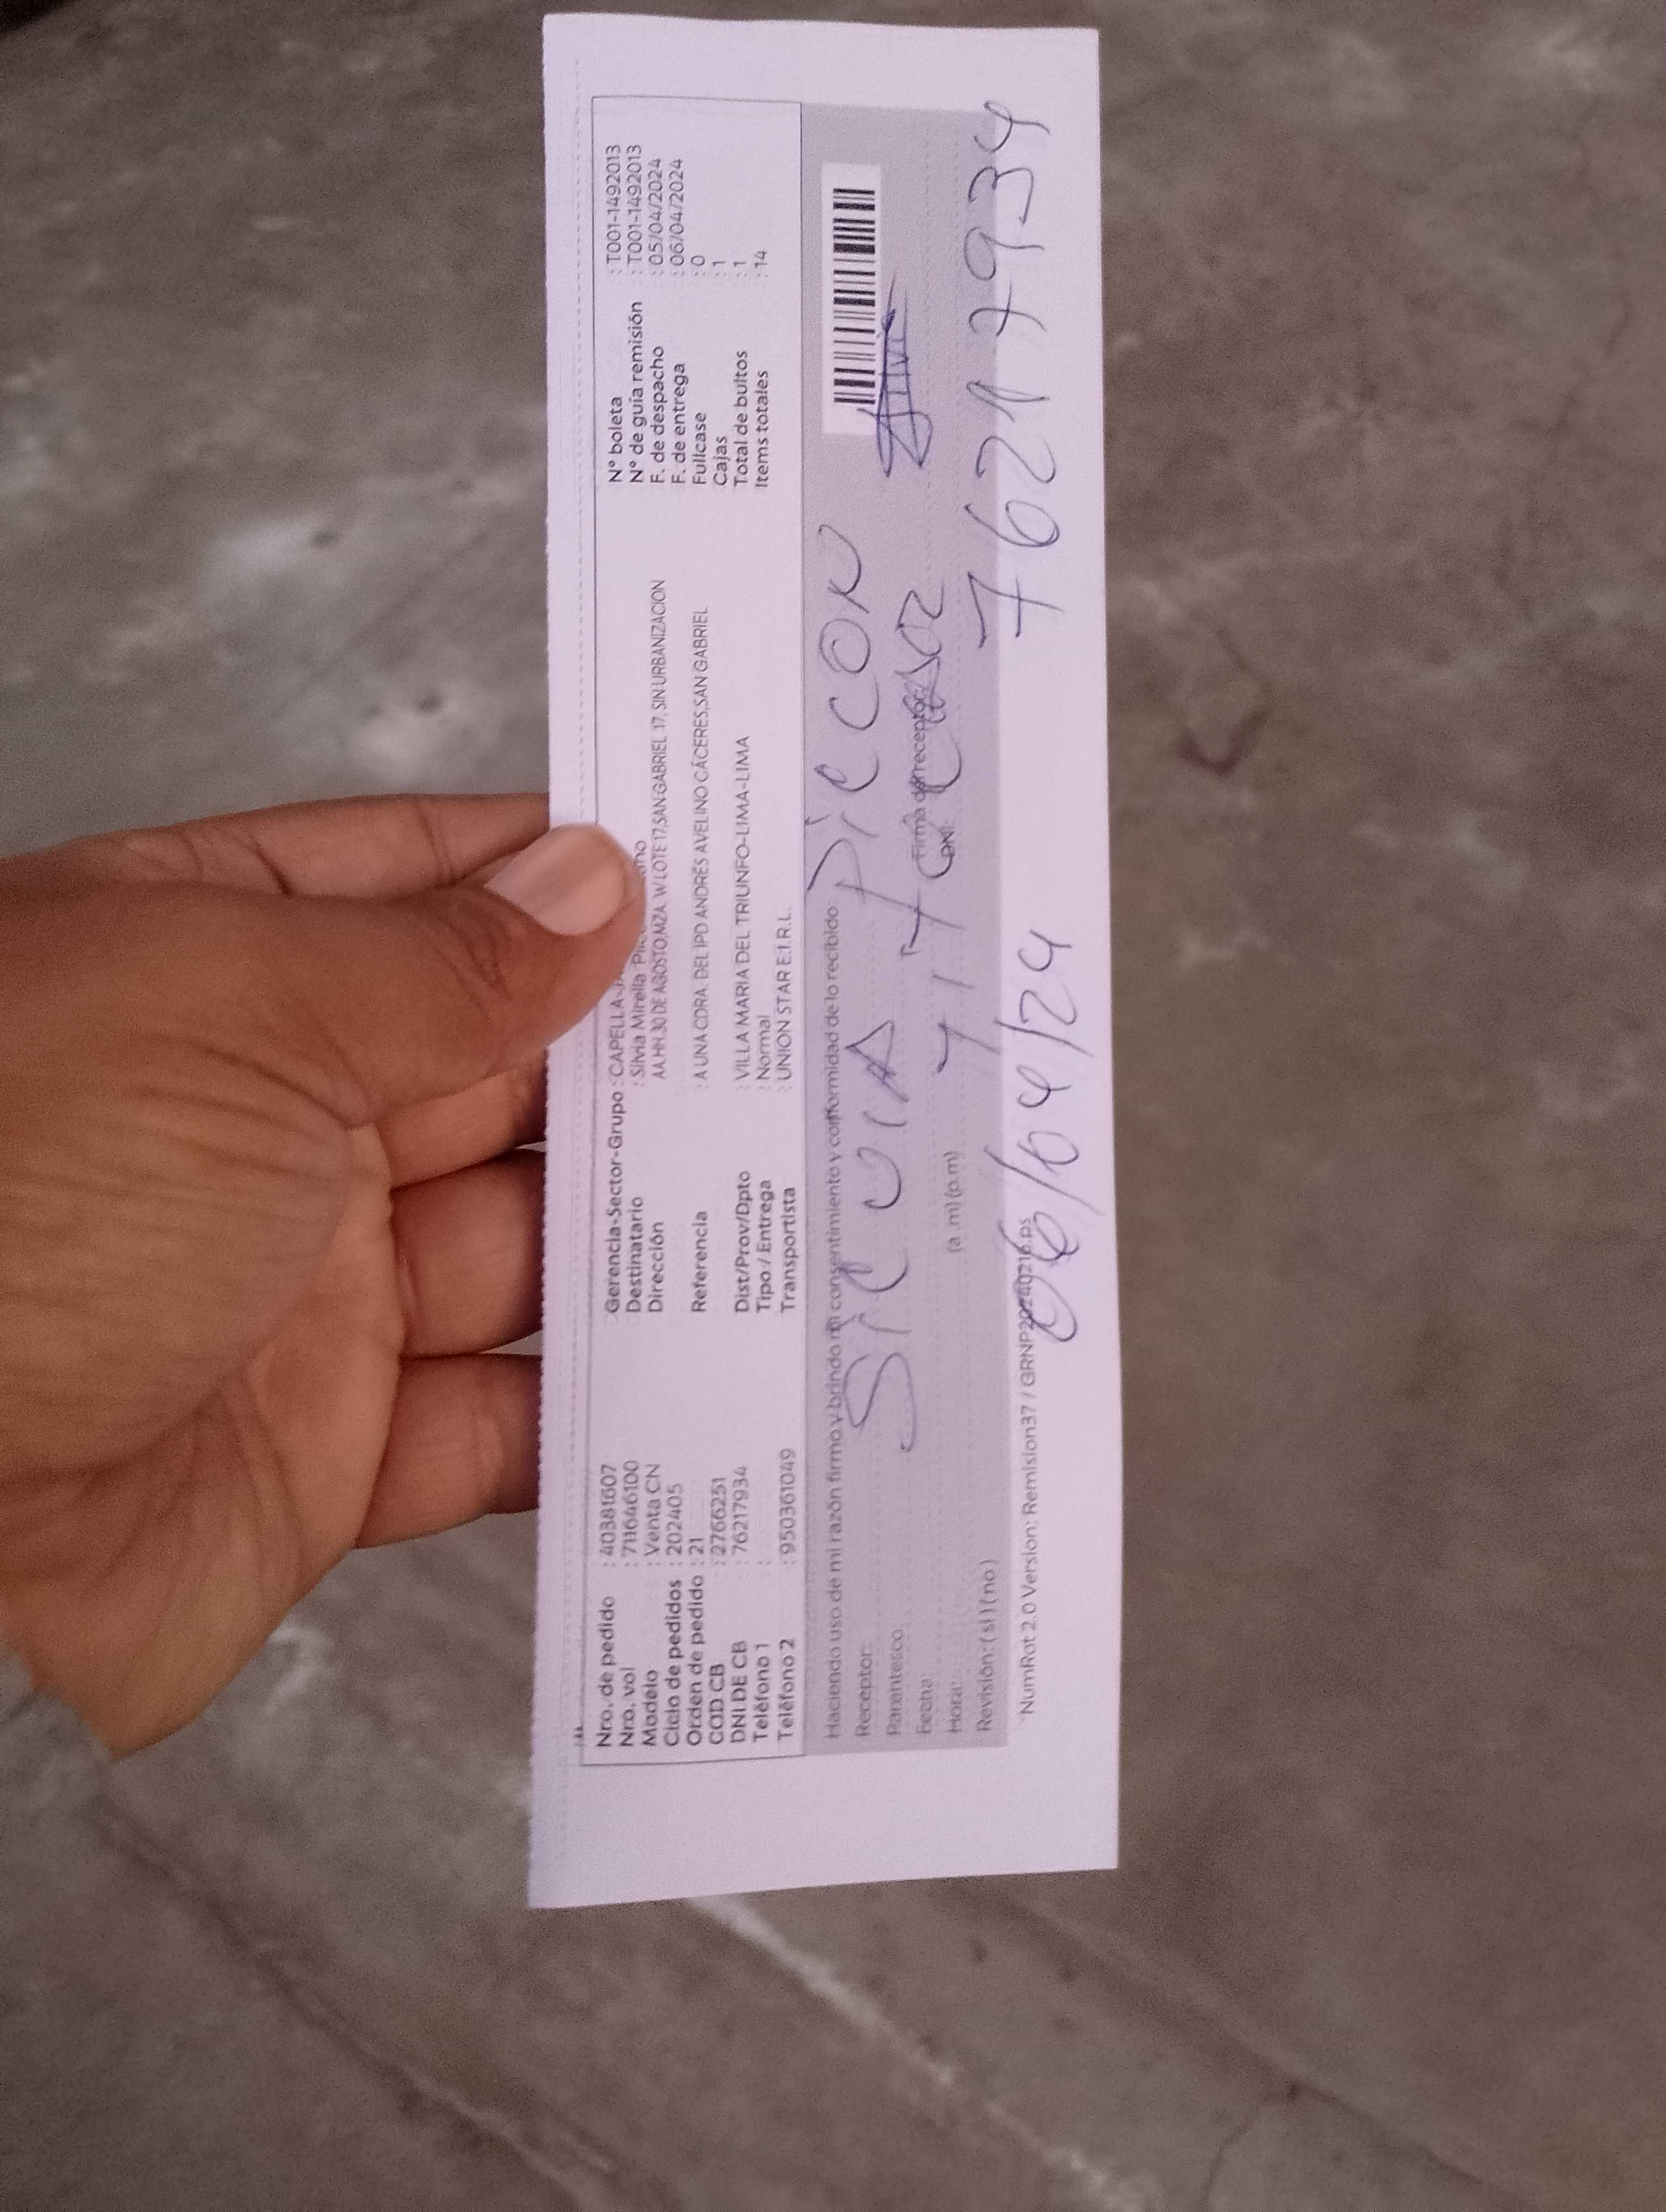 Nro. de pedido : 40381607
Nro. vol : 711646100
Modelo : Venta CN
Ciclo de pedidos : 202405
Orden de pedido : 21
COD CB : 2766251
DNI DE CB : 76217934
Teléfono 1 :
Teléfono 2 : 950361049
Gerencia-Sector-Grupo : CAPELLA
Destinatario : Silvia Mirella
Dirección AA.HH.30 DE AGOSTO,MZA W LOTE 17,SAN GABRIEL 17, SIN URBANIZACION
Referencia : A UNA CDRA. DEL IPD ANDRÉS AVELINO CÁCERES,SAN GABRIEL
Dist/Prov/Dpto : VILLA MARIA DEL TRIUNFO-LIMA-LIMA
Tipo / Entrega : Normal
Transportista : UNION STAR E.I.R.L.
N° boleta : T001-1492013
N° de guía remisión : T001-1492013
F. de despacho : 05/04/2024
F. de entrega : 06/04/2024
Fullcase : 0
Cajas : 1
Total de bultos : 1
Items totales : 14
Haciendo uso de mi razón firmo y brindo mi consentimiento y conformidad de lo recibido
Receptor: PiCCON
Parentesco:
Fecha:
Firma del receptor
Hora: (a .m) (p.m)
DNI:
Revisión: ( si ) ( no )
76217934
NumRot 2.0 Version: Remision37 / GRNP20240216.ps
06/04/24